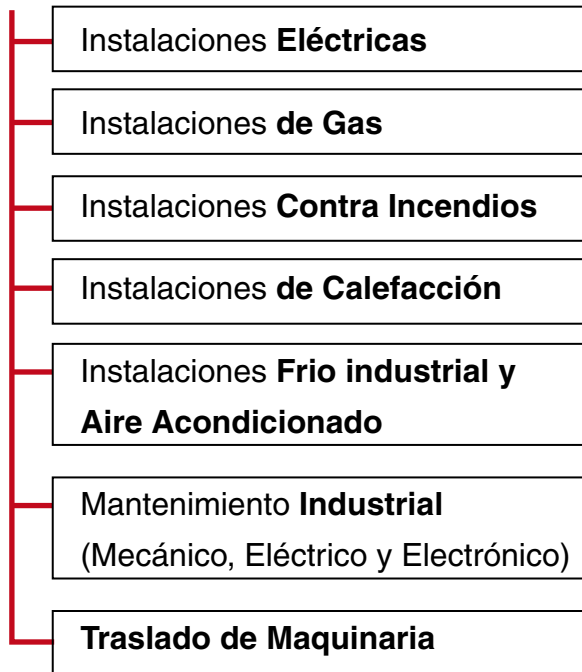 Instalaciones Eléctricas
Instalaciones de Gas
Instalaciones Contra Incendios
Instalaciones de Calefacción
Instalaciones Frio industrial y
Aire Acondicionado
Mantenimiento Industrial
(Mecánico, Eléctrico y Electrónico)
Traslado de Maquinaria